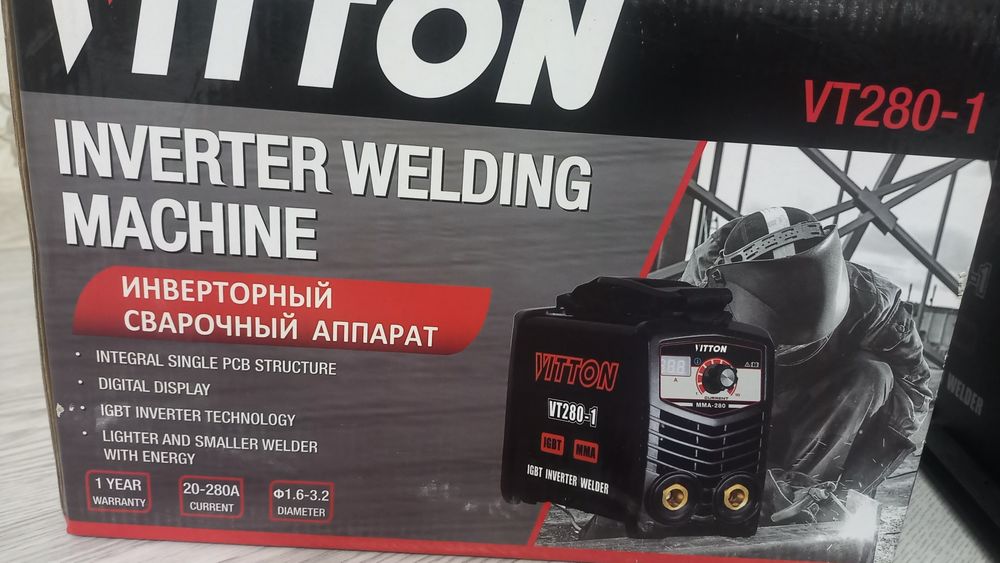 VITTON
VT280-1
INVERTER WELDING
MACHINE
ИНВЕРТОРНЫЙ
СВАРОЧНЫЙ АППАРАТ
• INTEGRAL SINGLE PCB STRUCTURE
• DIGITAL DISPLAY
• IGBT INVERTER TECHNOLOGY
• LIGHTER AND SMALLER WELDER
WITH ENERGY
1 YEAR
WARRANTY
20-280A
CURRENT
Φ1.6-3.2
DIAMETER
VITTON
VT280-1
IGBT
MMA
IGBT INVERTER WELDER
VITTON
A
CURRENT
MMA-280
WELDER